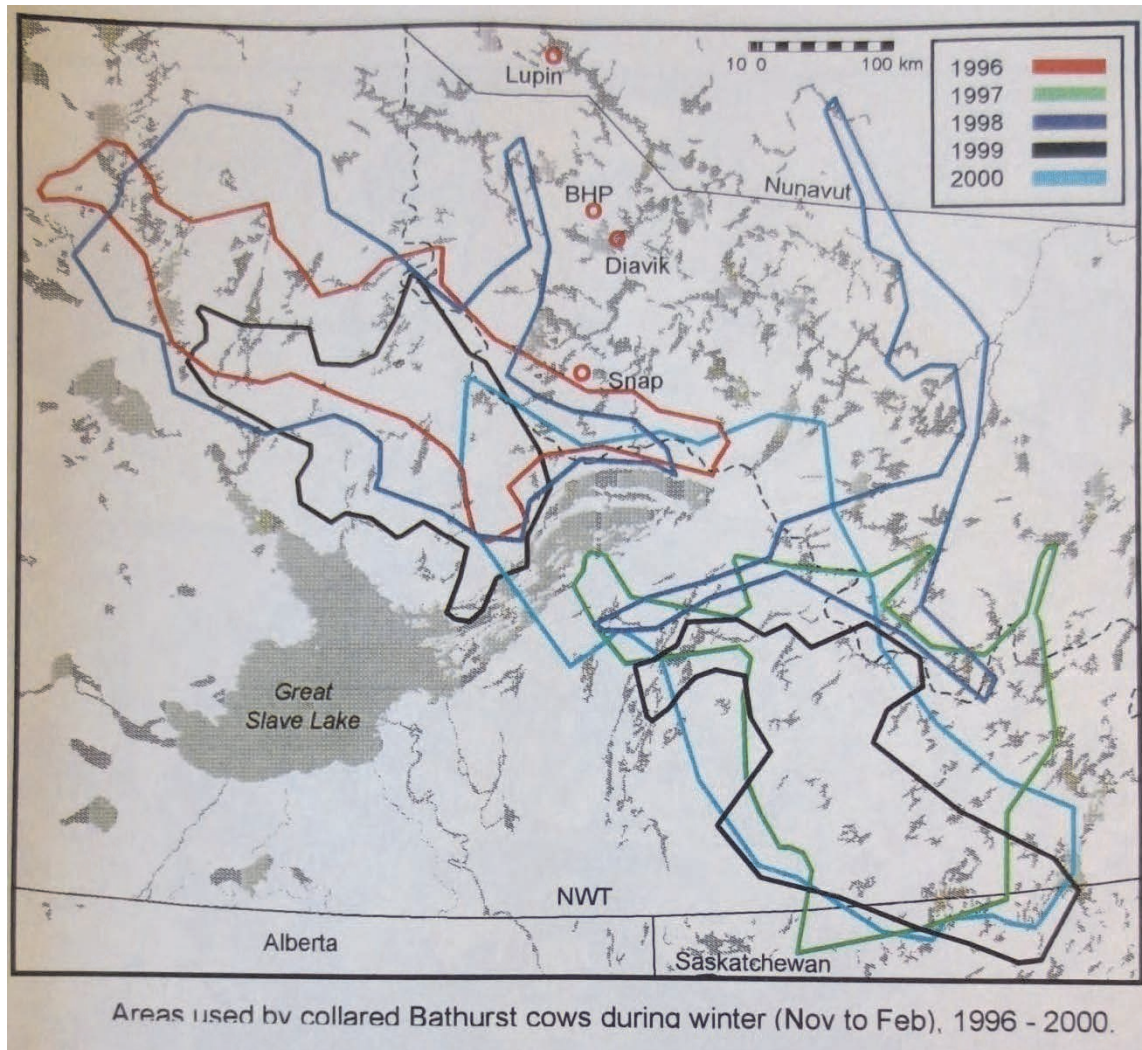 Lupin
10 0 100 km
1996
1997
1998
1999
2000
Nunavut
BHP
Diavik
Snap
Great
Slave Lake
NWT
Alberta
Saskatchewan
Areas used by collared Bathurst cows during winter (Nov to Feb), 1996 - 2000.